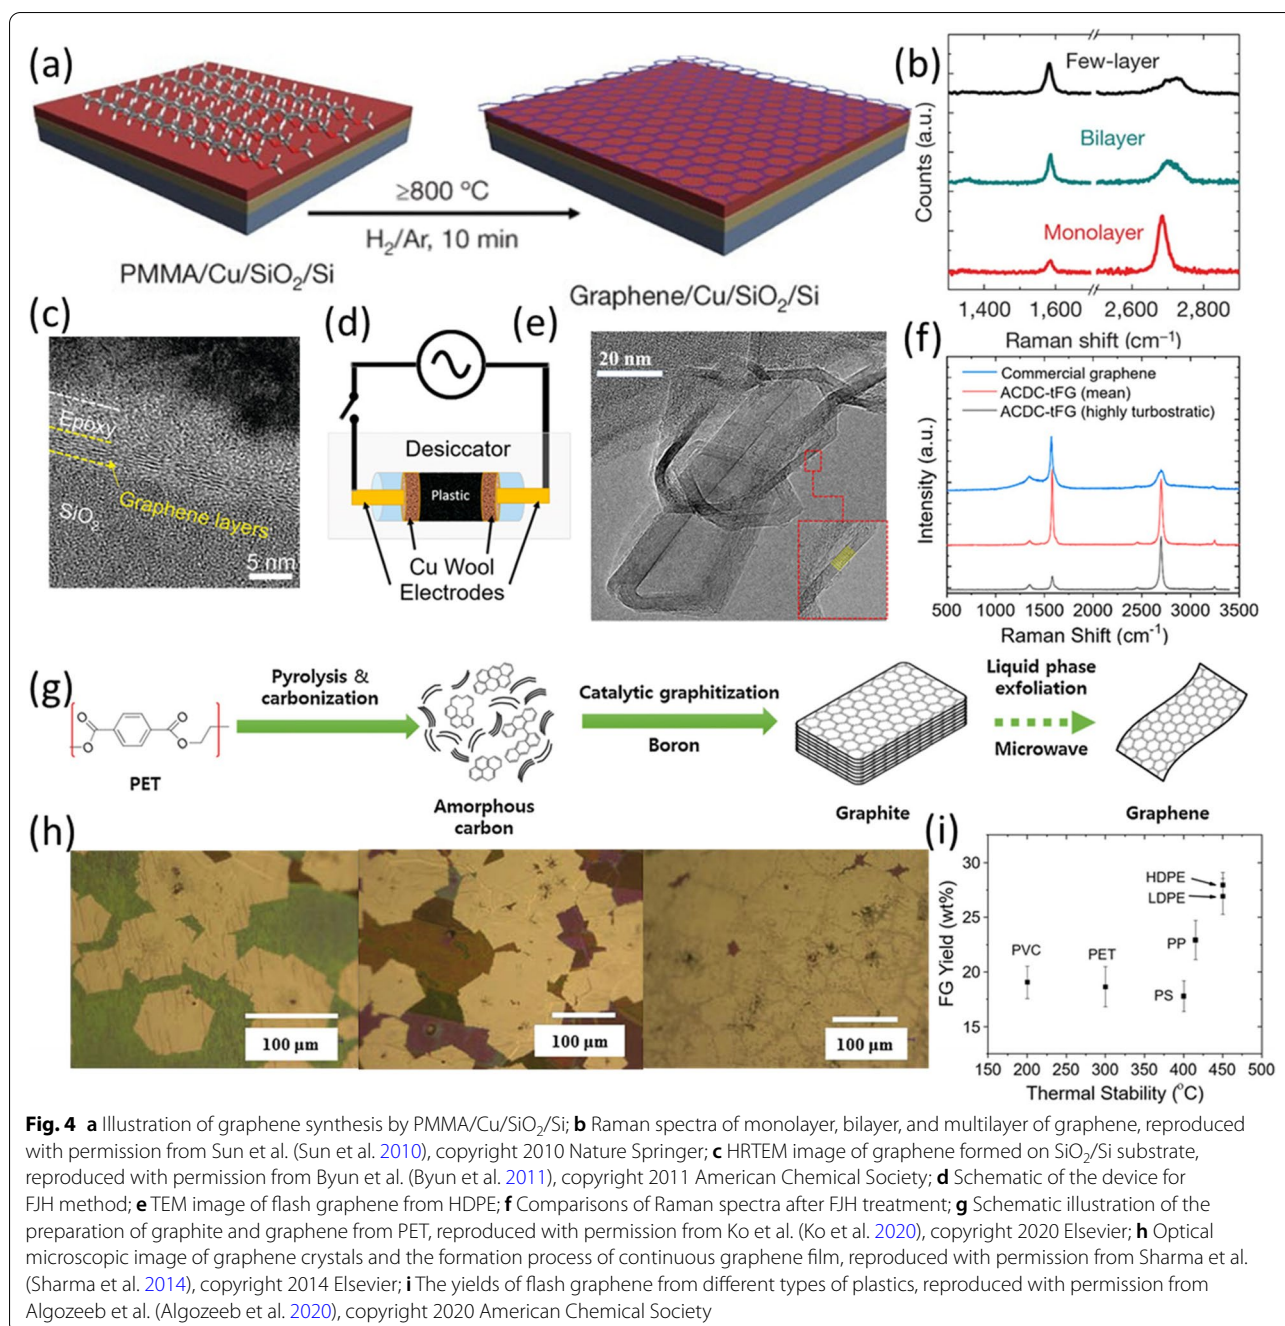 (a)
≥800 °C
H₂/Ar, 10 min
PMMA/Cu/SiO₂/Si
Graphene/Cu/SiO₂/Si
(b)
Few-layer
Bilayer
Monolayer
Counts (a.u.)
1,400 1,600 2,600 2,800
Raman shift (cm⁻¹)
(c)
Epoxy
Graphene layers
SiO₂
5 nm
(d)
Desiccator
Plastic
Cu Wool
Electrodes
(e)
20 nm
(f)
Commercial graphene
ACDC-tFG (mean)
ACDC-tFG (highly turbostratic)
Intensity (a.u.)
500 1000 1500 2000 2500 3000 3500
Raman Shift (cm⁻¹)
(g)
O
O
O
O
PET
Pyrolysis &
carbonization
Amorphous
carbon
Catalytic graphitization
Boron
Graphite
Liquid phase
exfoliation
Microwave
Graphene
(h)
100 µm
100 µm
100 µm
(i)
FG Yield (wt%)
30
25
20
15
HDPE
LDPE
PP
PVC
PET
PS
150 200 250 300 350 400 450 500
Thermal Stability (°C)
Fig. 4 a Illustration of graphene synthesis by PMMA/Cu/SiO₂/Si; b Raman spectra of monolayer, bilayer, and multilayer of graphene, reproduced
with permission from Sun et al. (Sun et al. 2010), copyright 2010 Nature Springer; c HRTEM image of graphene formed on SiO₂/Si substrate,
reproduced with permission from Byun et al. (Byun et al. 2011), copyright 2011 American Chemical Society; d Schematic of the device for
FJH method; e TEM image of flash graphene from HDPE; f Comparisons of Raman spectra after FJH treatment; g Schematic illustration of the
preparation of graphite and graphene from PET, reproduced with permission from Ko et al. (Ko et al. 2020), copyright 2020 Elsevier; h Optical
microscopic image of graphene crystals and the formation process of continuous graphene film, reproduced with permission from Sharma et al.
(Sharma et al. 2014), copyright 2014 Elsevier; i The yields of flash graphene from different types of plastics, reproduced with permission from
Algozeeb et al. (Algozeeb et al. 2020), copyright 2020 American Chemical Society